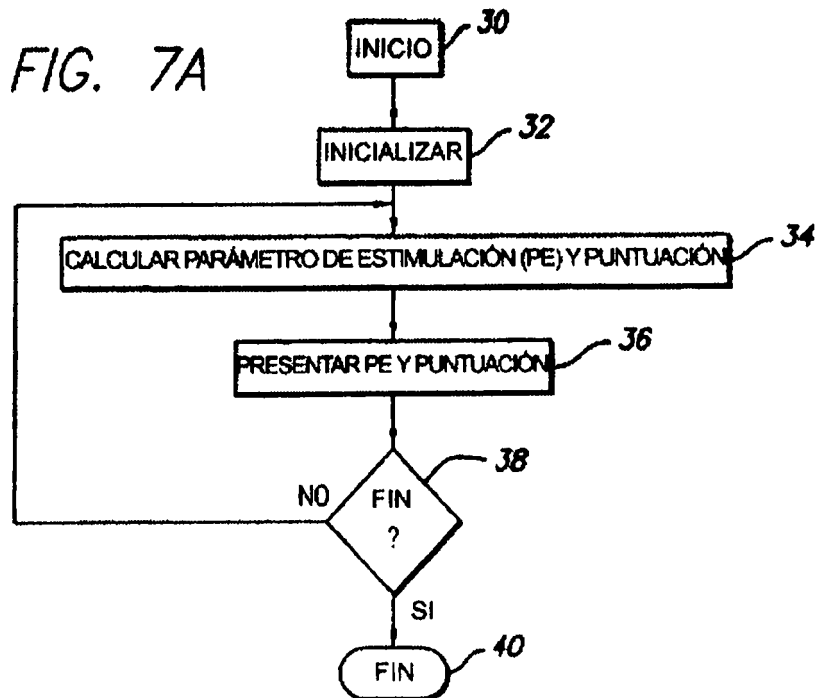 FIG. 7A
INICIO
30
INICIALIZAR
32
CALCULAR PARÁMETRO DE ESTIMULACIÓN (PE) Y PUNTUACIÓN
34
PRESENTAR PE Y PUNTUACIÓN
36
FIN
?
38
NO
SI
FIN
40